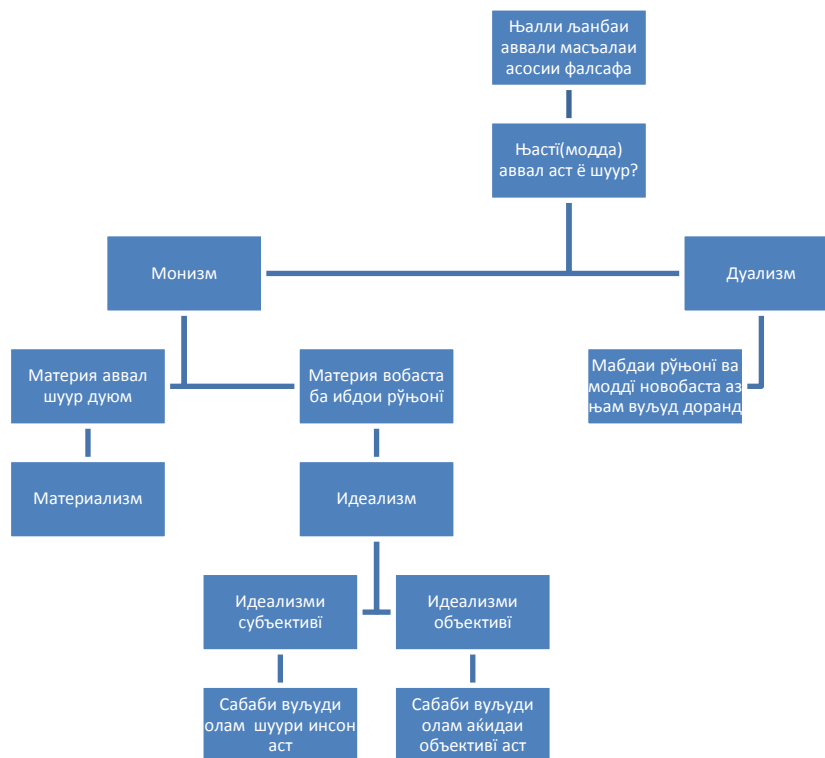 Њалли љанбаи
аввали масъалаи
асосии фалсафа
Њастї(модда)
аввал аст ё шуур?
Монизм
Дуализм
Материя аввал
шуур дуюм
Материя вобаста
ба ибдои рўњонї
Мабдаи рўњонї ва
моддї новобаста аз
њам вуљуд доранд
Материализм
Идеализм
Идеализми
субъективї
Идеализми
объективї
Сабаби вуљуди
олам шуури инсон
аст
Сабаби вуљуди
олам аќидаи
объективї аст